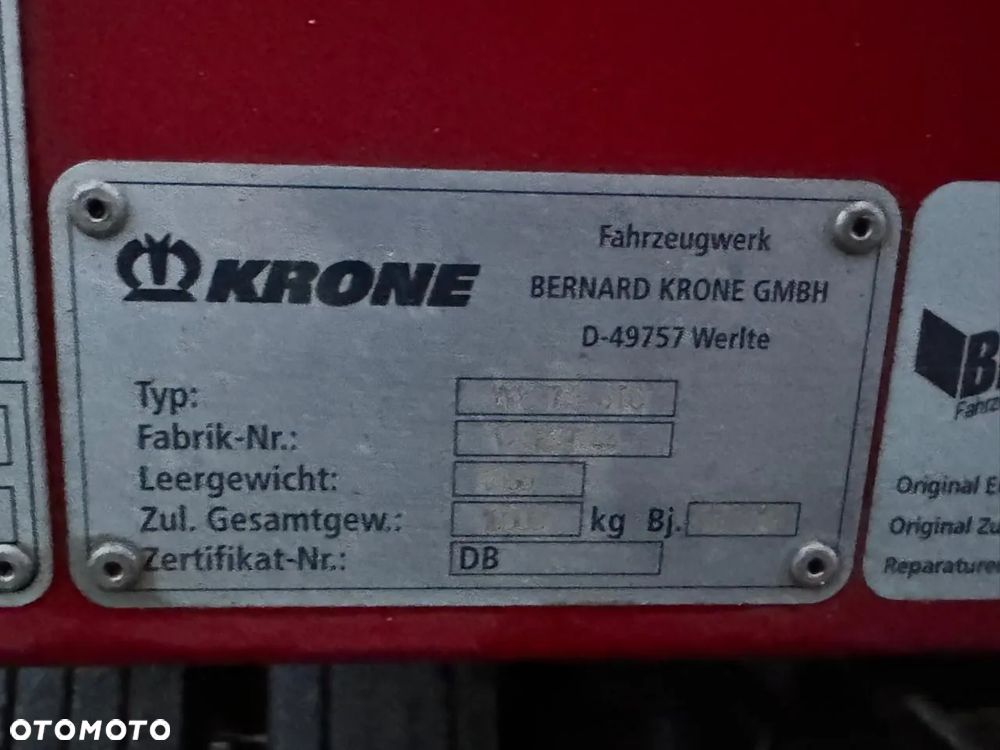 KRONE
Fahrzeugwerk
BERNARD KRONE GMBH
D-49757 Werlte
Typ:
Fabrik-Nr.:
Leergewicht:
Zul. Gesamtgew.: kg Bj.
Zertifikat-Nr.: DB
Original
Original
OTOMOTO